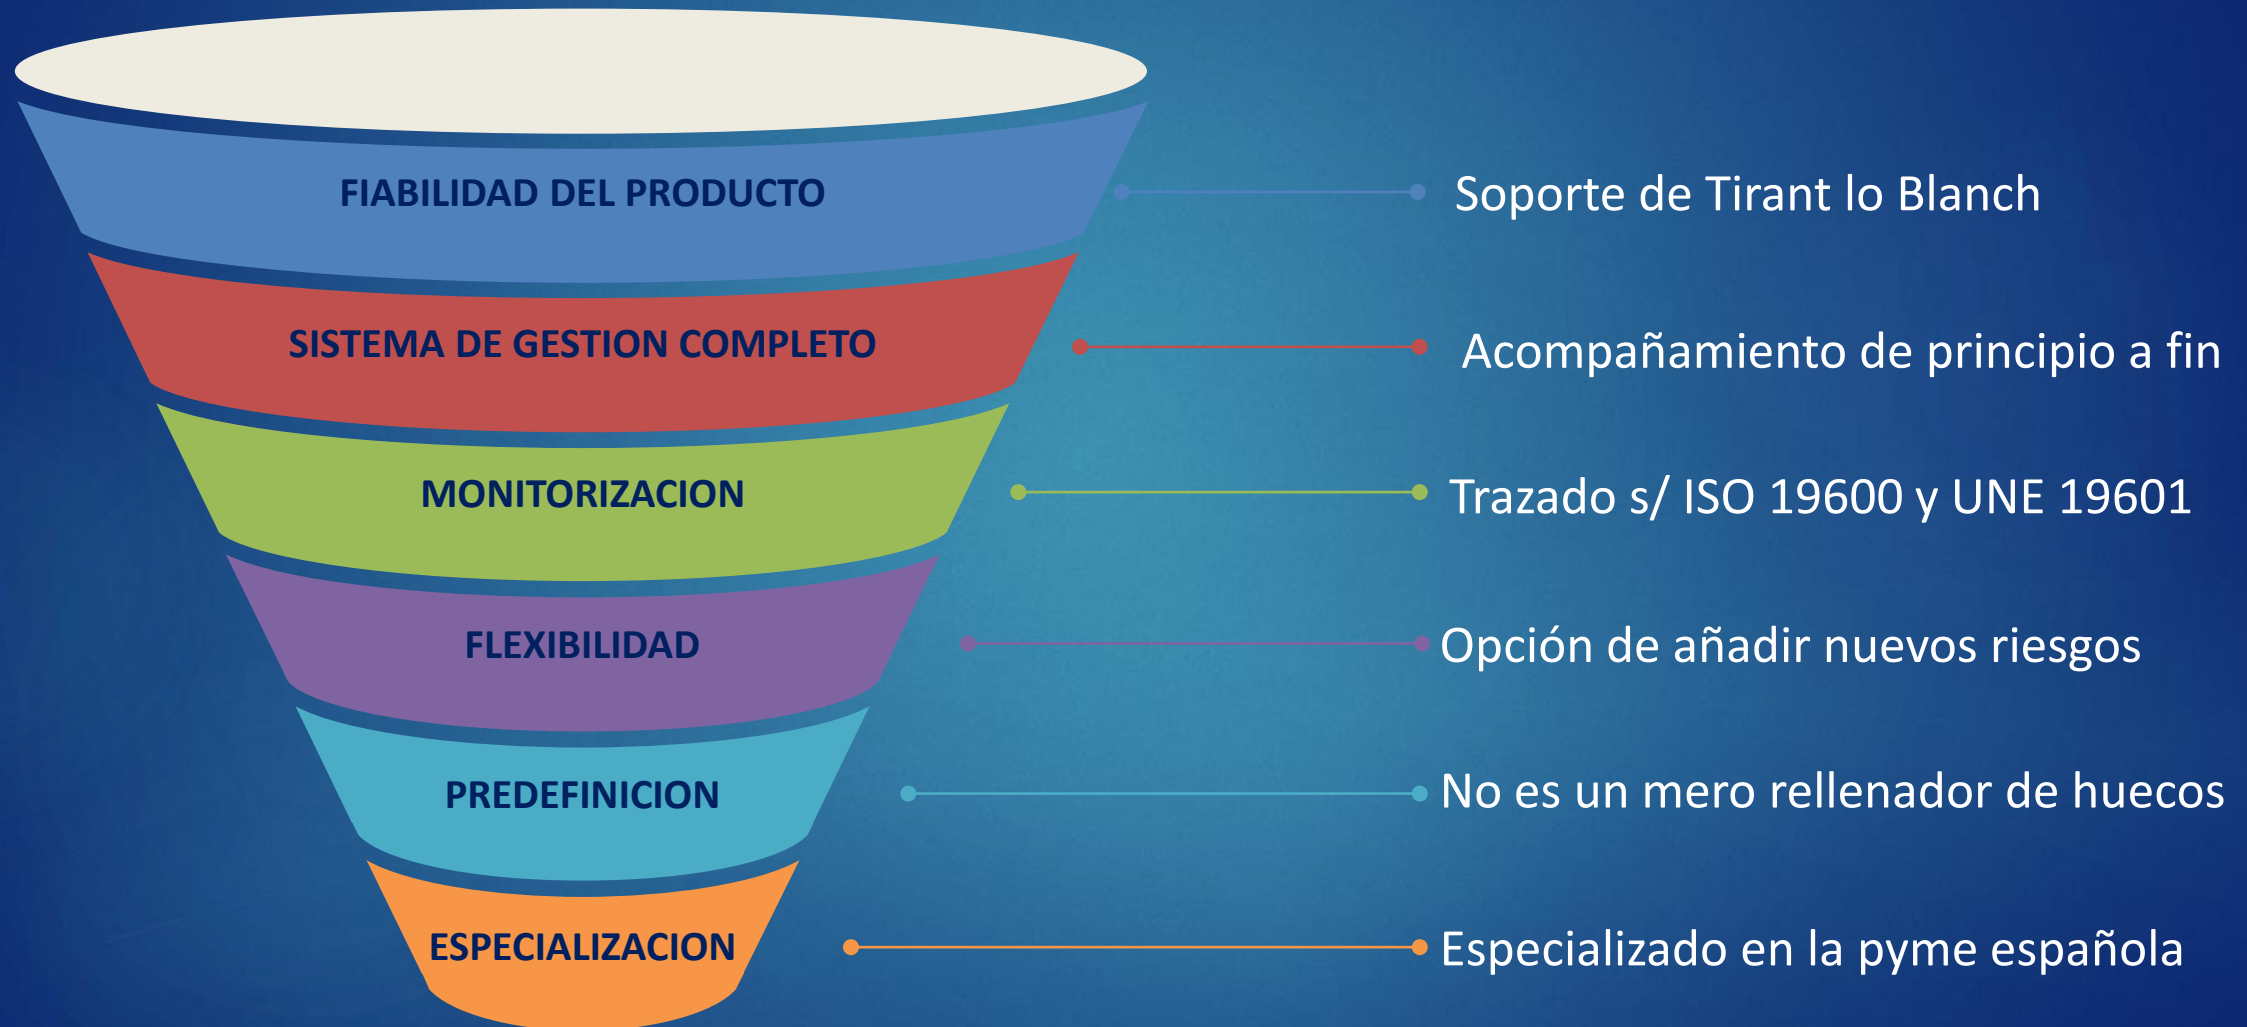 FIABILIDAD DEL PRODUCTO
Soporte de Tirant lo Blanch
SISTEMA DE GESTION COMPLETO
Acompañamiento de principio a fin
MONITORIZACION
Trazado s/ ISO 19600 y UNE 19601
FLEXIBILIDAD
Opción de añadir nuevos riesgos
PREDEFINICION
No es un mero rellenador de huecos
ESPECIALIZACION
Especializado en la pyme española